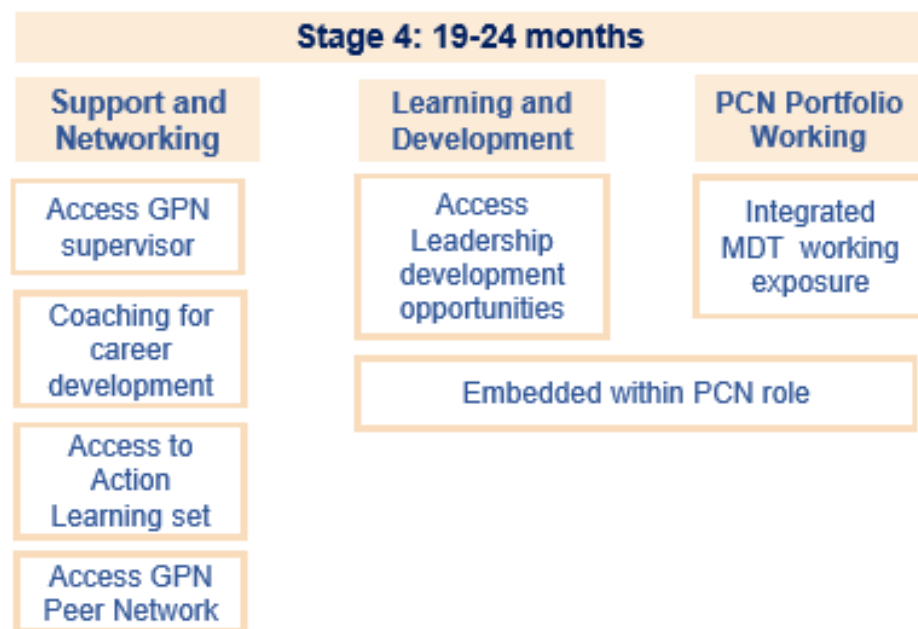 Stage 4: 19-24 months
Support and
Networking
Access GPN
supervisor
Coaching for
career
development
Access to
Action
Learning set
Access GPN
Peer Network
Learning and
Development
Access
Leadership
development
opportunities
PCN Portfolio
Working
Integrated
MDT working
exposure
Embedded within PCN role